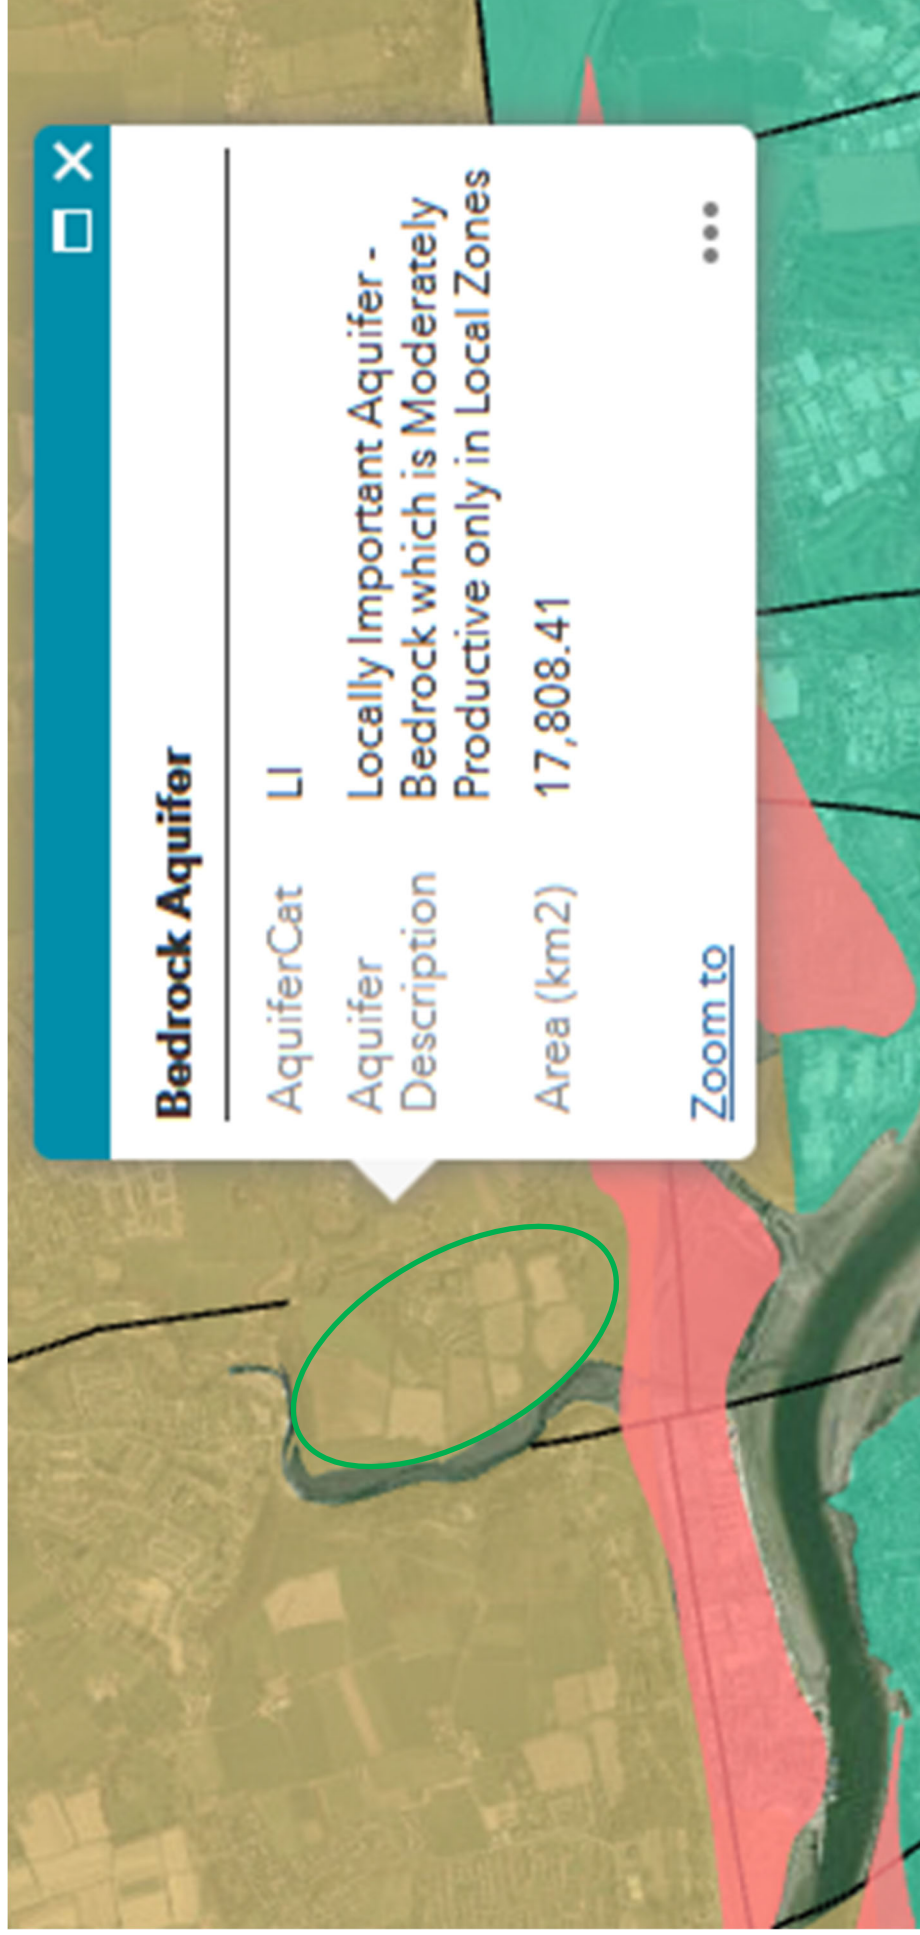 Bedrock Aquifer
AquiferCat LI
Aquifer Locally Important Aquifer -
Description Bedrock which is Moderately
Productive only in Local Zones
Area (km2) 17,808.41
Zoom to